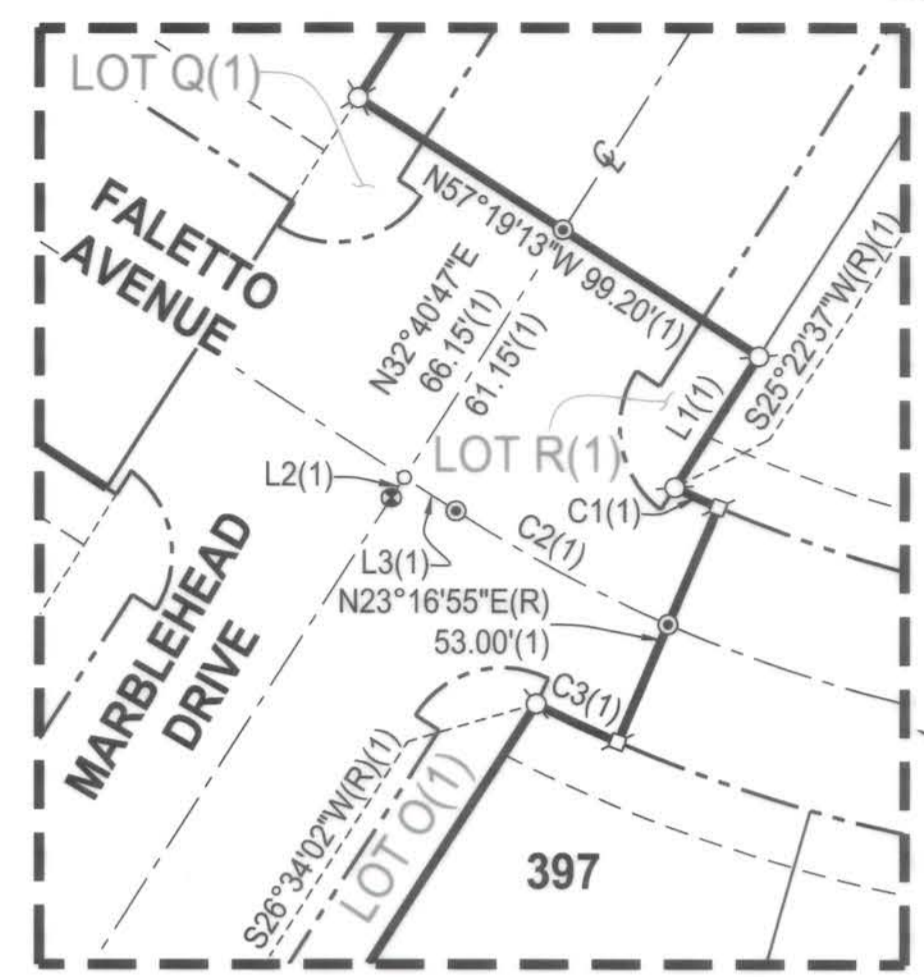 LOT Q(1)
℄
N57°19'13"W 99.20'(1)
FALETTO
AVENUE
N32°40'47"E
66.15'(1)
61.15'(1)
S25°22'37"W(R)(1)
L1(1)
LOT R(1)
L2(1)
C1(1)
C2(1)
L3(1)
N23°16'55"E(R)
53.00'(1)
MARBLEHEAD
DRIVE
C3(1)
S26°34'02"W(R)(1)
LOT O(1)
397